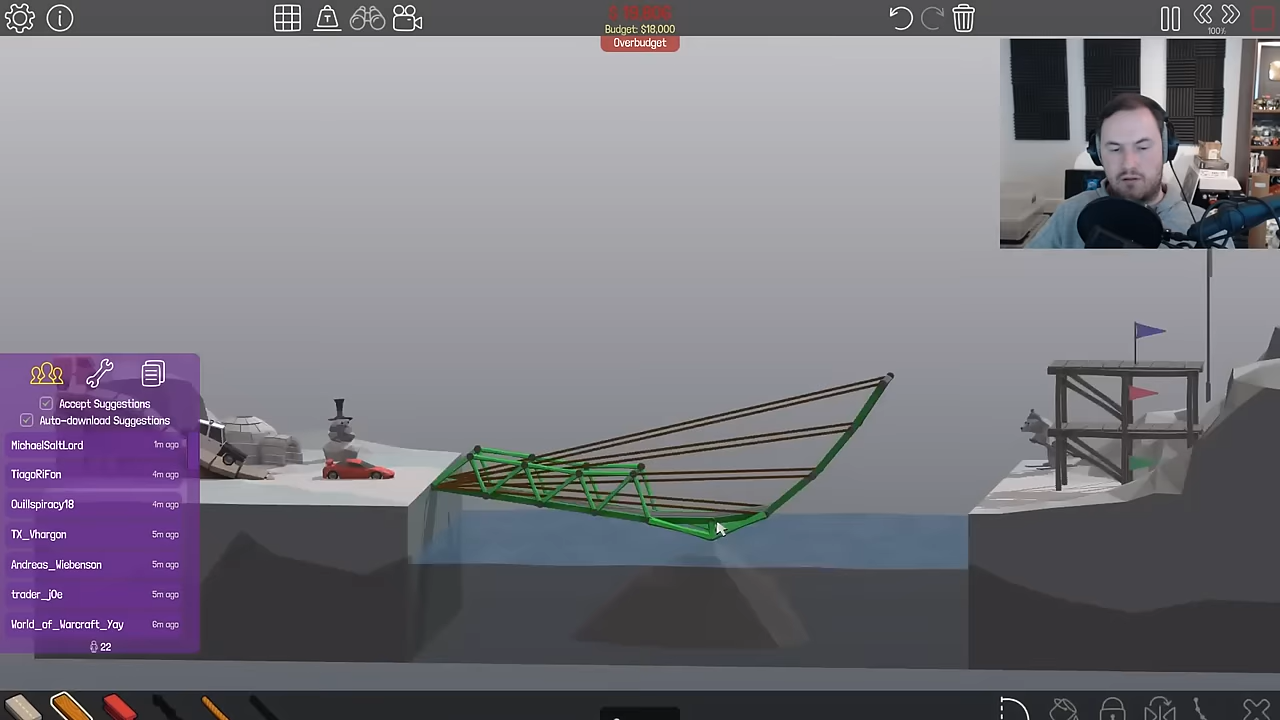 Budget: $18,000
Overbudget
100%
Accept Suggestions
Auto-download Suggestions
MichaelSaltLord 1m ago
TiagoRiFon 4m ago
Quillspiracy18 4m ago
TX_Vhargon 5m ago
Andreas_Wiebenson 5m ago
trader_j0e 5m ago
World_of_Warcraft_Yay 6m ago
22